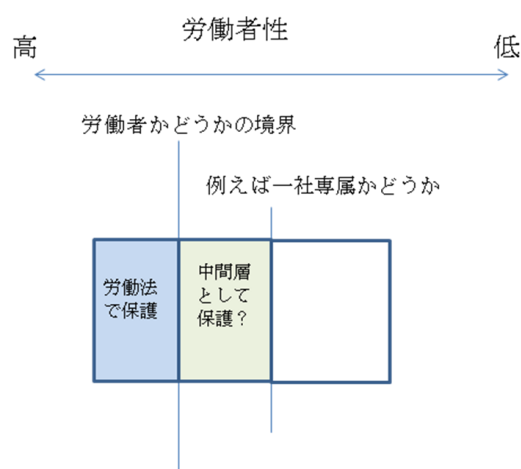 労働者性
高
低
労働者かどうかの境界
例えば一社専属かどうか
労働法
で保護
中間層
として
保護？